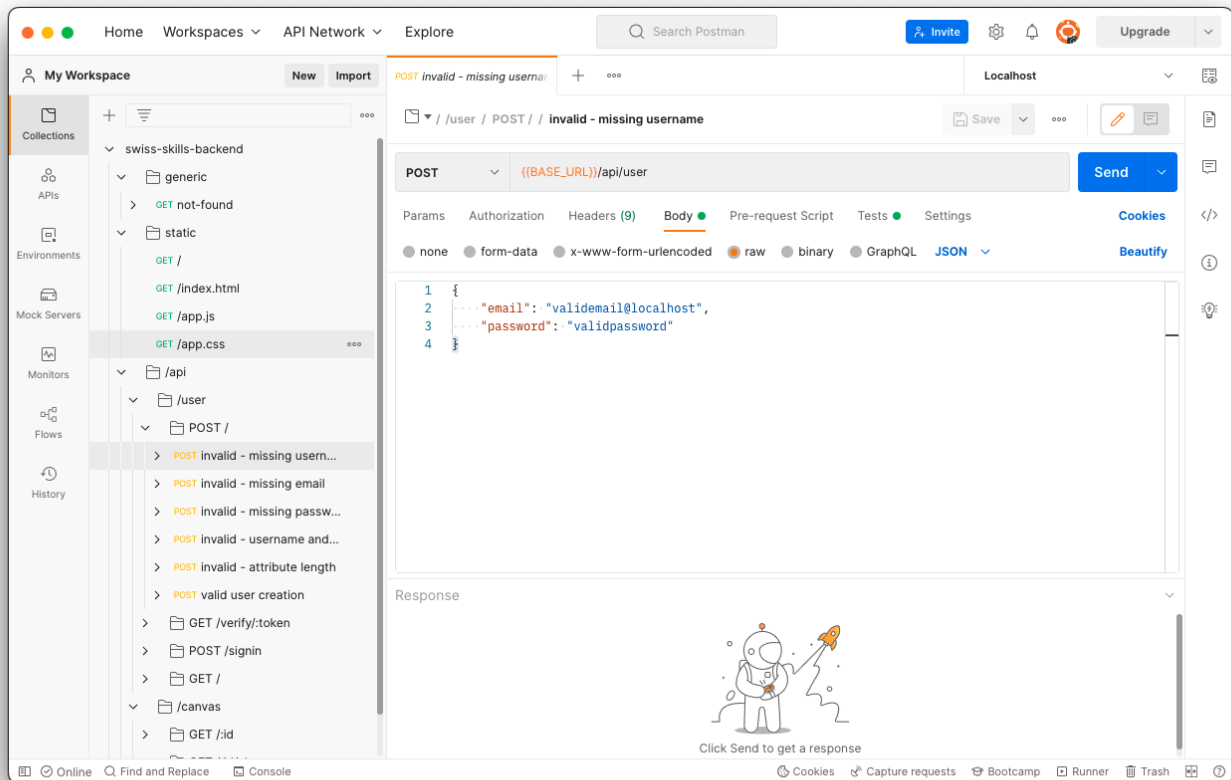 Home Workspaces API Network Explore Search Postman Invite Upgrade
My Workspace New Import
POST invalid - missing userna
Localhost
Collections
APIs
Environments
Mock Servers
Monitors
Flows
History
swiss-skills-backend
generic
GET not-found
static
GET /
GET /index.html
GET /app.js
GET /app.css
/api
/user
POST /
POST invalid - missing usern...
POST invalid - missing email
POST invalid - missing passw...
POST invalid - username and...
POST invalid - attribute length
POST valid user creation
GET /verify/:token
POST /signin
GET /
/canvas
GET /:id
/ /user / POST / / invalid - missing username
Save
POST {{BASE_URL}}/api/user Send
Params Authorization Headers (9) Body Pre-request Script Tests Settings Cookies
none form-data x-www-form-urlencoded raw binary GraphQL JSON Beautify
1 {
2 "email": "validemail@localhost",
3 "password": "validpassword"
4 }
Response
Click Send to get a response
Online Find and Replace Console Cookies Capture requests Bootcamp Runner Trash